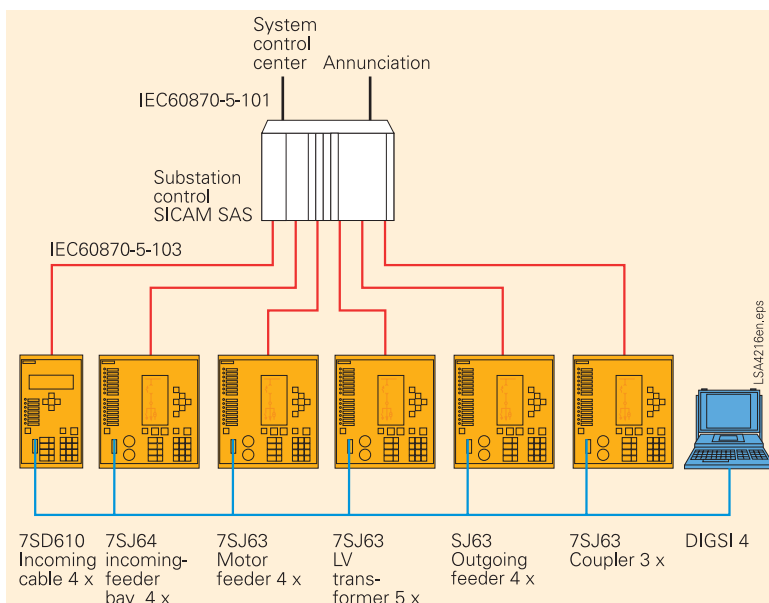 System
control
center Annunciation
IEC60870-5-101
Substation
control
SICAM SAS
IEC60870-5-103
LSA4216en.eps
7SD610
Incoming
cable 4 x
7SJ64
incoming-
feeder
bay 4 x
7SJ63
Motor
feeder 4 x
7SJ63
LV
trans-
former 5 x
SJ63
Outgoing
feeder 4 x
7SJ63
Coupler 3 x
DIGSI 4